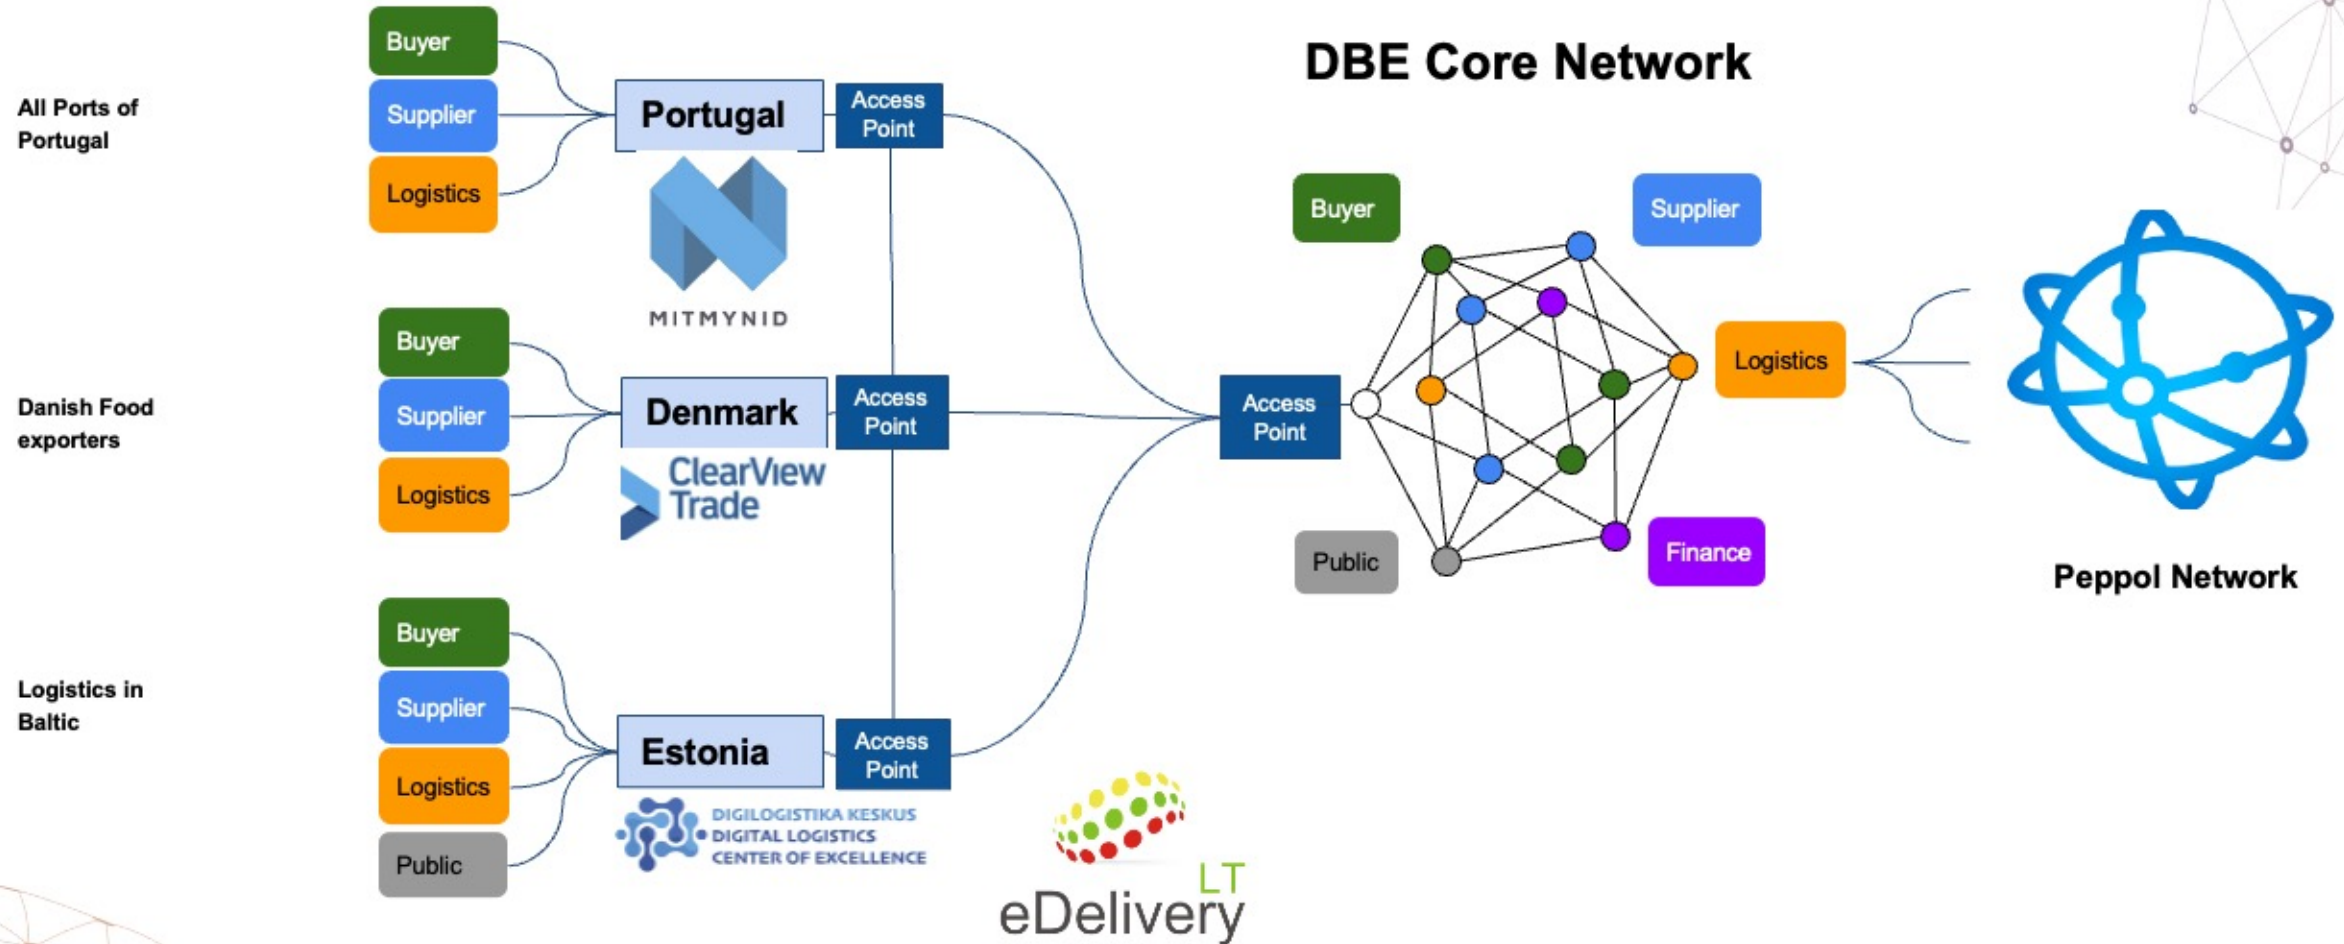 DBE Core Network
All Ports of
Portugal
Buyer
Supplier
Logistics
Portugal
Access
Point
MITMYNID
Danish Food
exporters
Buyer
Supplier
Logistics
Denmark
Access
Point
ClearView
Trade
Logistics in
Baltic
Buyer
Supplier
Logistics
Public
Estonia
Access
Point
DIGILOGISTIKA KESKUS
DIGITAL LOGISTICS
CENTER OF EXCELLENCE
LT
eDelivery
Access
Point
Buyer
Supplier
Logistics
Public
Finance
Peppol Network